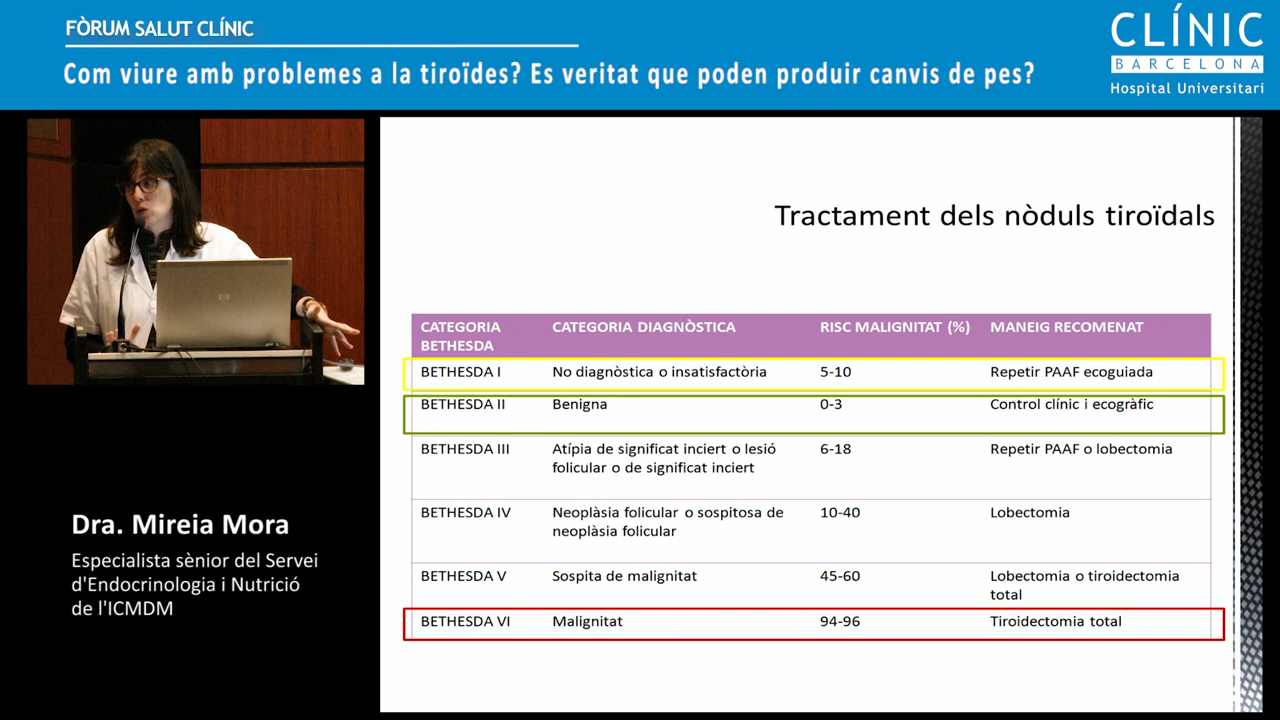 FÒRUM SALUT CLÍNIC
Com viure amb problemes a la tiroïdes? Es veritat que poden produir canvis de pes?
CLÍNIC
BARCELONA
Hospital Universitari
Tractament dels nòduls tiroïdals
CATEGORIA BETHESDA CATEGORIA DIAGNÒSTICA RISC MALIGNITAT (%) MANEIG RECOMENAT
BETHESDA I No diagnòstica o insatisfactòria 5-10 Repetir PAAF ecoguiada
BETHESDA II Benigna 0-3 Control clínic i ecogràfic
BETHESDA III Atípia de significat inciert o lesió folicular o de significat inciert 6-18 Repetir PAAF o lobectomia
BETHESDA IV Neoplàsia folicular o sospitosa de neoplàsia folicular 10-40 Lobectomia
BETHESDA V Sospita de malignitat 45-60 Lobectomia o tiroidectomia total
BETHESDA VI Malignitat 94-96 Tiroidectomia total
Dra. Mireia Mora
Especialista sènior del Servei
d'Endocrinologia i Nutrició
de l'ICMDM